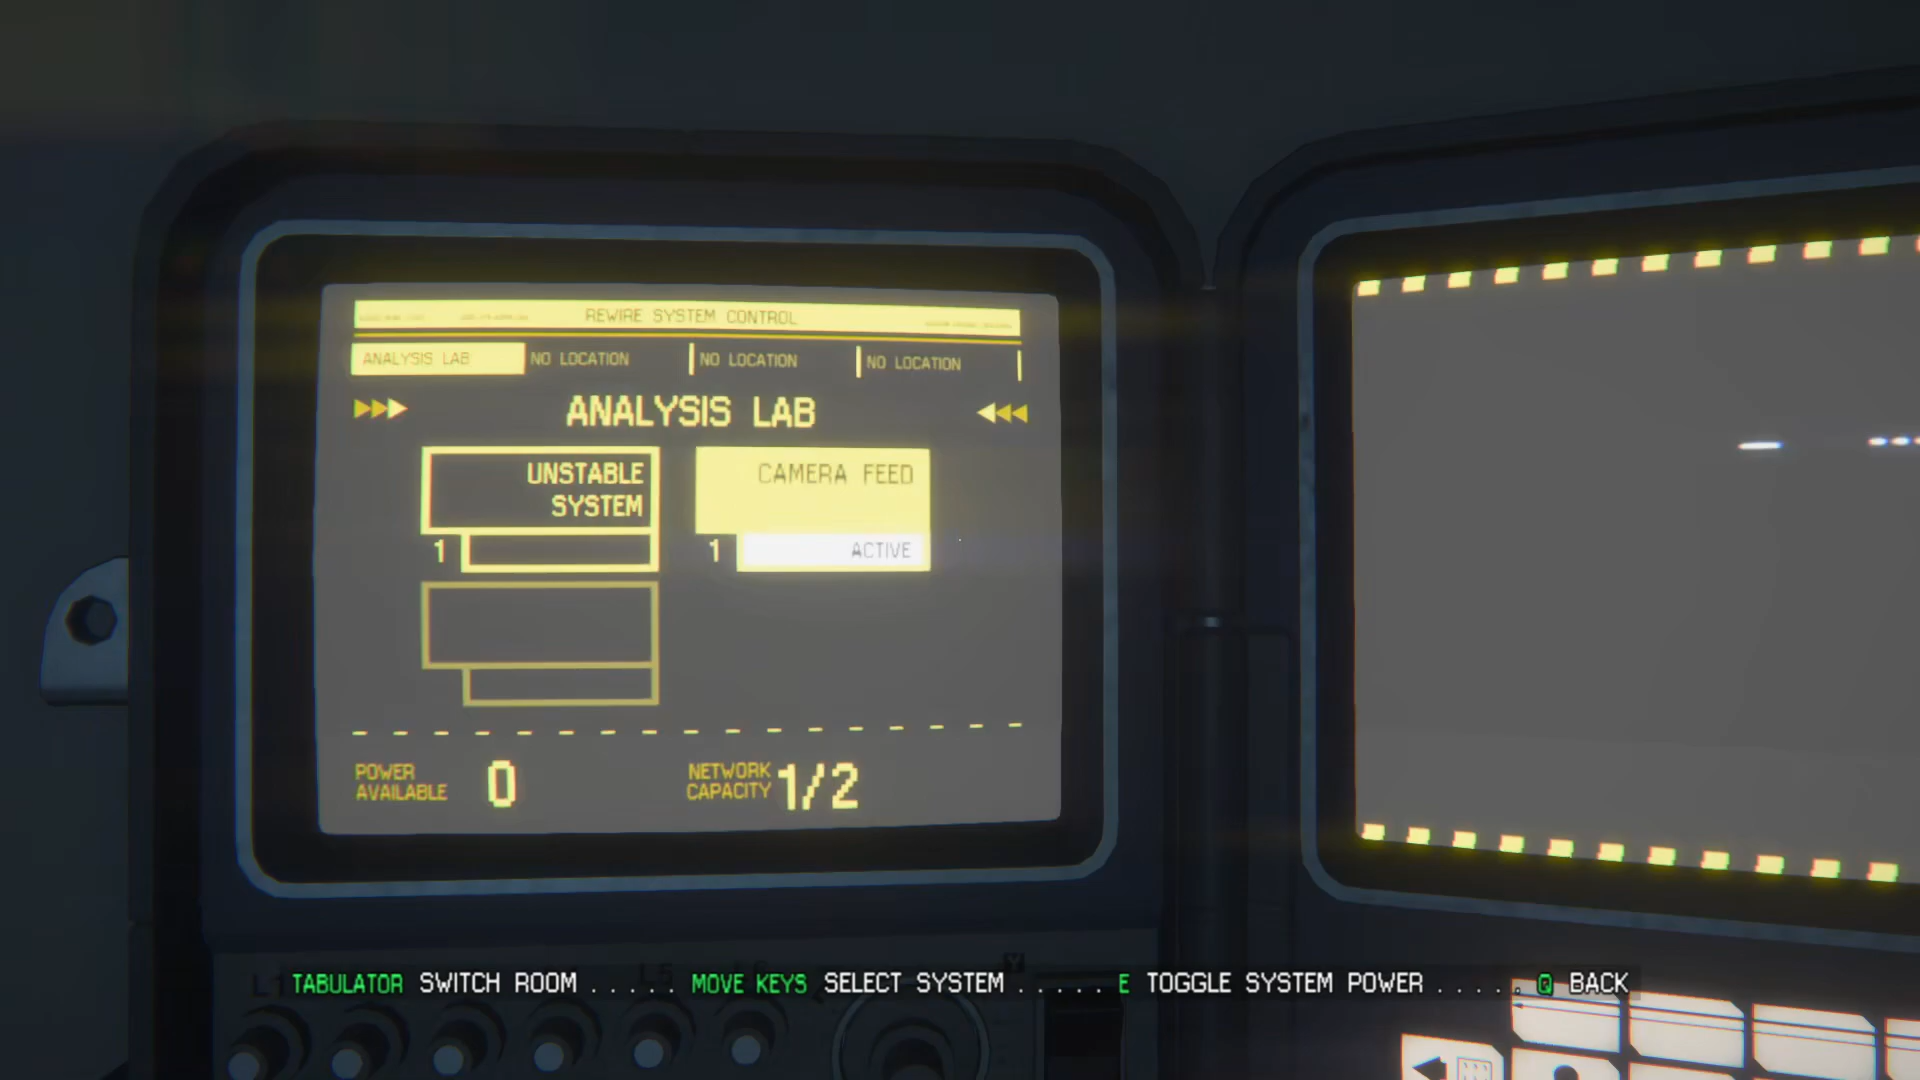 REWIRE SYSTEM CONTROL
ANALYSIS LAB NO LOCATION NO LOCATION NO LOCATION
ANALYSIS LAB
UNSTABLE
SYSTEM
1
CAMERA FEED
1 ACTIVE
POWER
AVAILABLE 0
NETWORK
CAPACITY 1/2
TABULATOR SWITCH ROOM ..... MOVE KEYS SELECT SYSTEM ..... E TOGGLE SYSTEM POWER ..... Q BACK